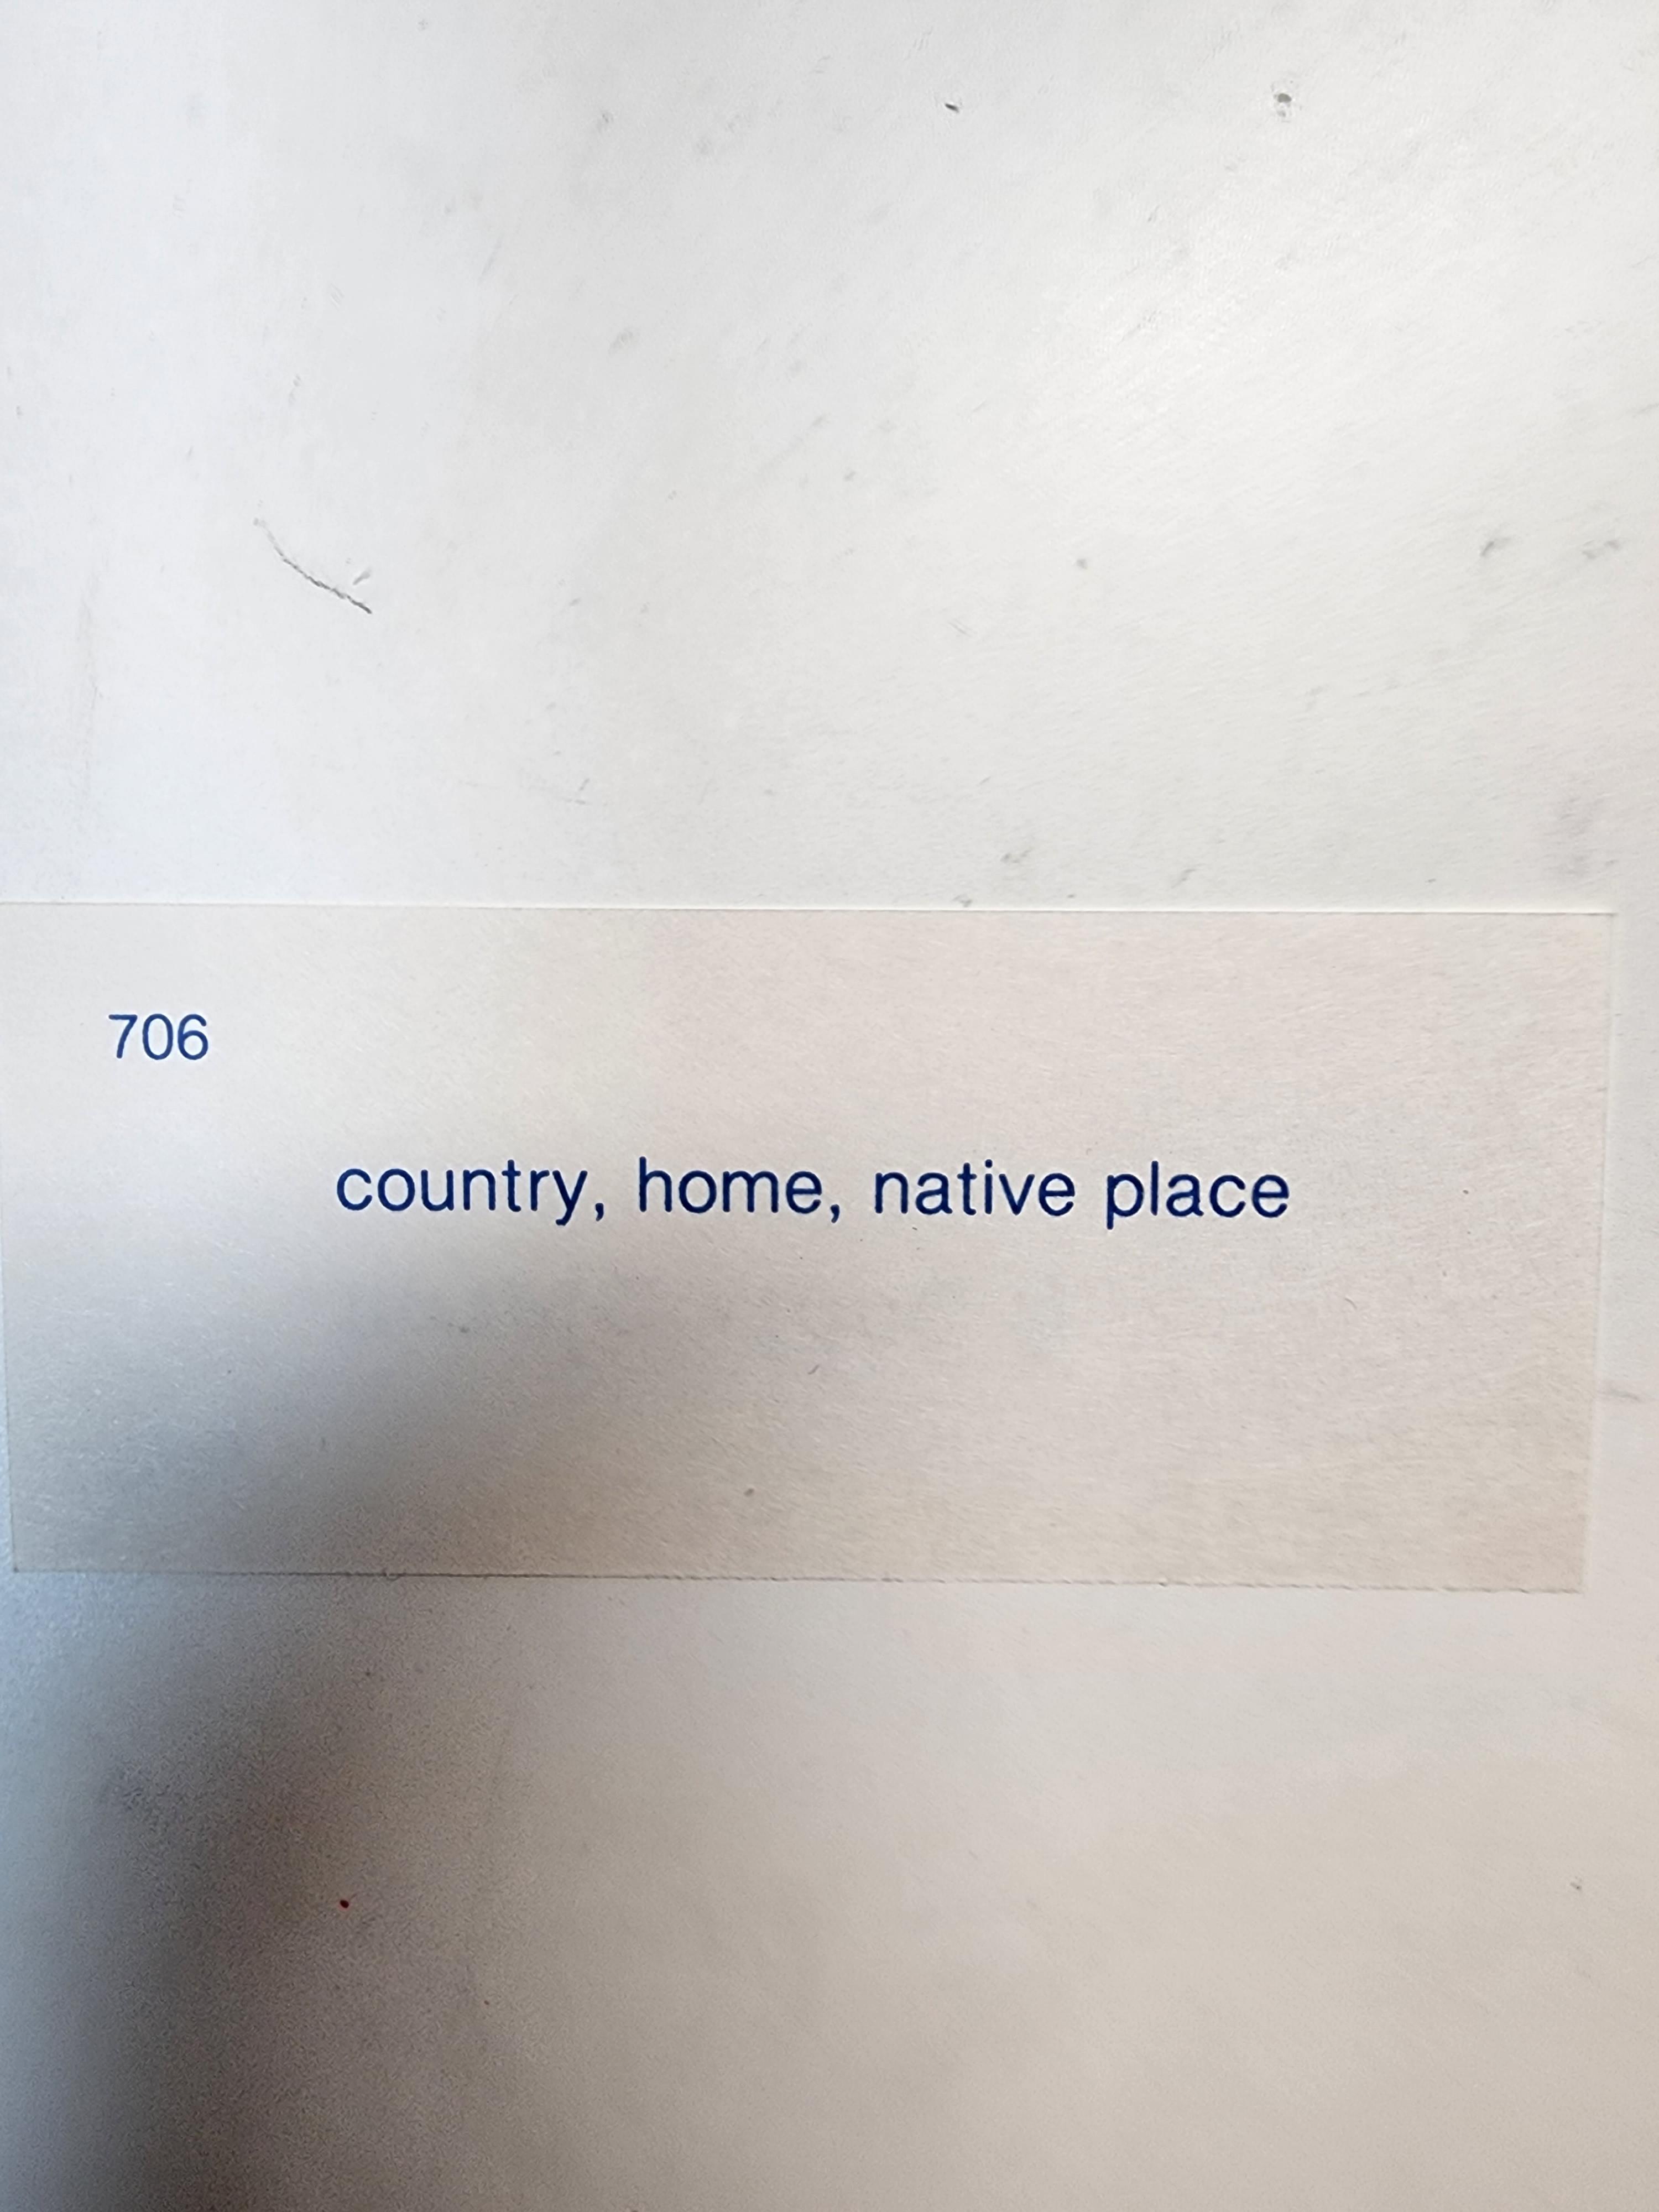 706
country, home, native place